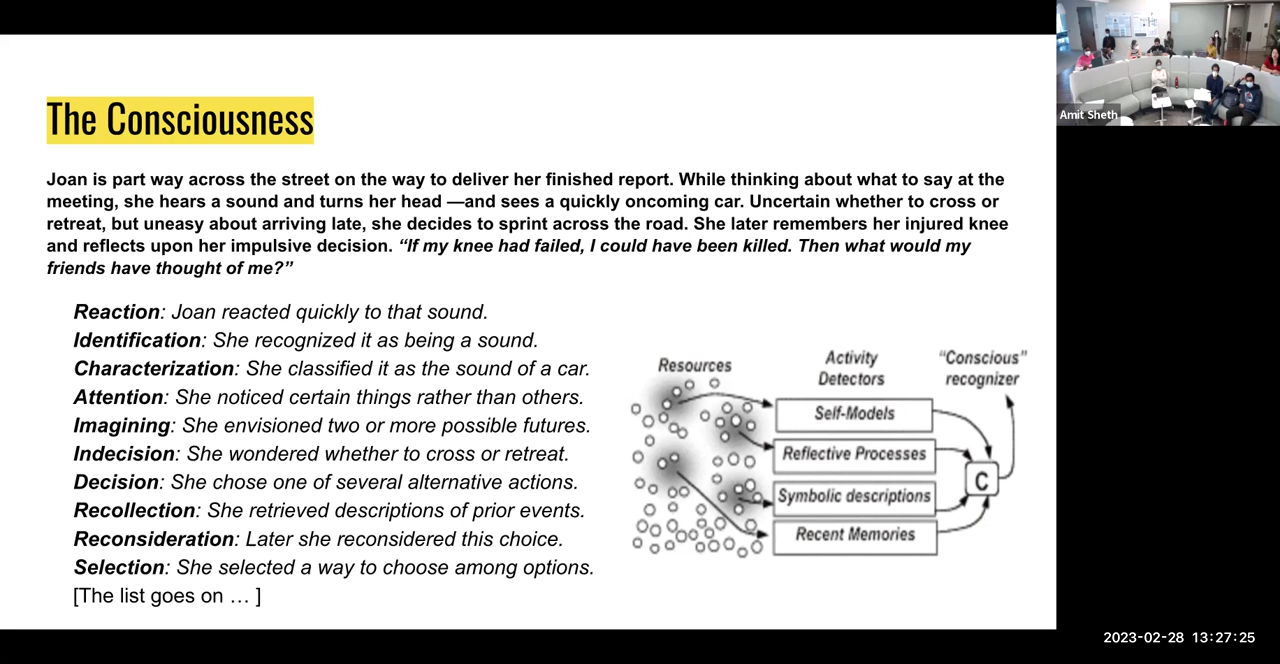 The Consciousness
Joan is part way across the street on the way to deliver her finished report. While thinking about what to say at the
meeting, she hears a sound and turns her head —and sees a quickly oncoming car. Uncertain whether to cross or
retreat, but uneasy about arriving late, she decides to sprint across the road. She later remembers her injured knee
and reflects upon her impulsive decision. “If my knee had failed, I could have been killed. Then what would my
friends have thought of me?”
Reaction: Joan reacted quickly to that sound.
Identification: She recognized it as being a sound.
Characterization: She classified it as the sound of a car.
Attention: She noticed certain things rather than others.
Imagining: She envisioned two or more possible futures.
Indecision: She wondered whether to cross or retreat.
Decision: She chose one of several alternative actions.
Recollection: She retrieved descriptions of prior events.
Reconsideration: Later she reconsidered this choice.
Selection: She selected a way to choose among options.
[The list goes on … ]
Resources
Activity
Detectors
“Conscious”
recognizer
Self-Models
Reflective Processes
Symbolic descriptions
Recent Memories
C
Amit Sheth
2023-02-28 13:27:25